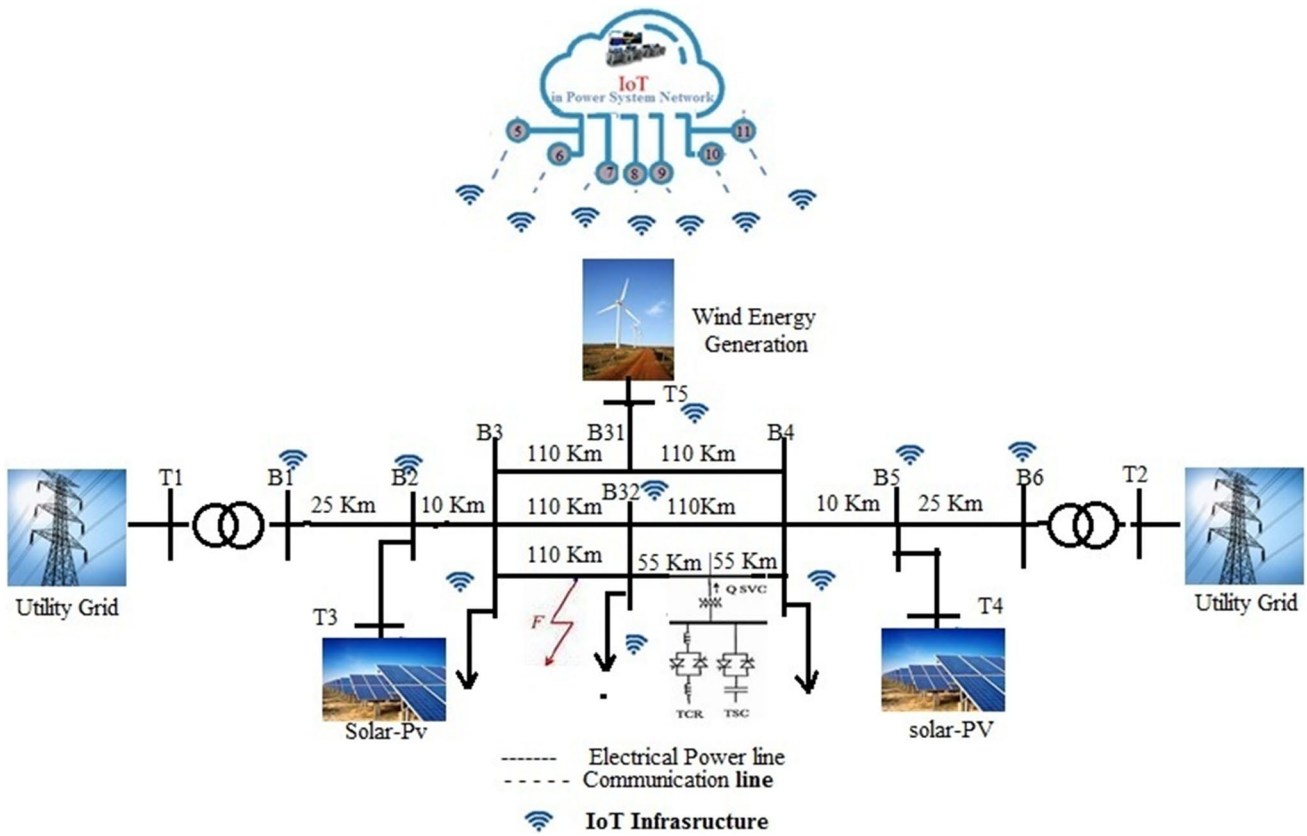 IoT
in Power System Network
5
11
6
10
7
8
9
Wind Energy
Generation
T5
B3
B31
B4
110 Km
110 Km
T1
B1
B2
B32
B5
B6
T2
25 Km
10 Km
110 Km
110Km
10 Km
25 Km
110 Km
55 Km
55 Km
Q SVC
Utility Grid
Utility Grid
T3
F
T4
TCR
TSC
Solar-Pv
solar-PV
Electrical Power line
Communication line
IoT Infrasructure